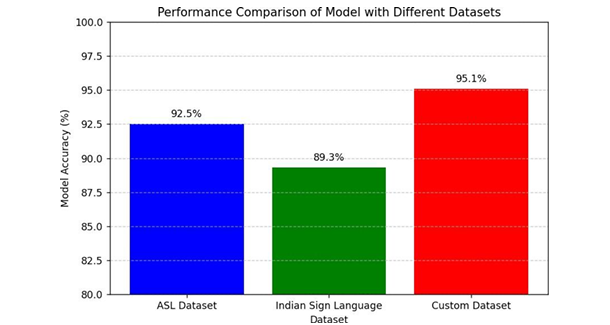 Performance Comparison of Model with Different Datasets
Model Accuracy (%)
100.0
97.5
95.0
92.5
90.0
87.5
85.0
82.5
80.0
92.5%
89.3%
95.1%
ASL Dataset
Indian Sign Language
Custom Dataset
Dataset